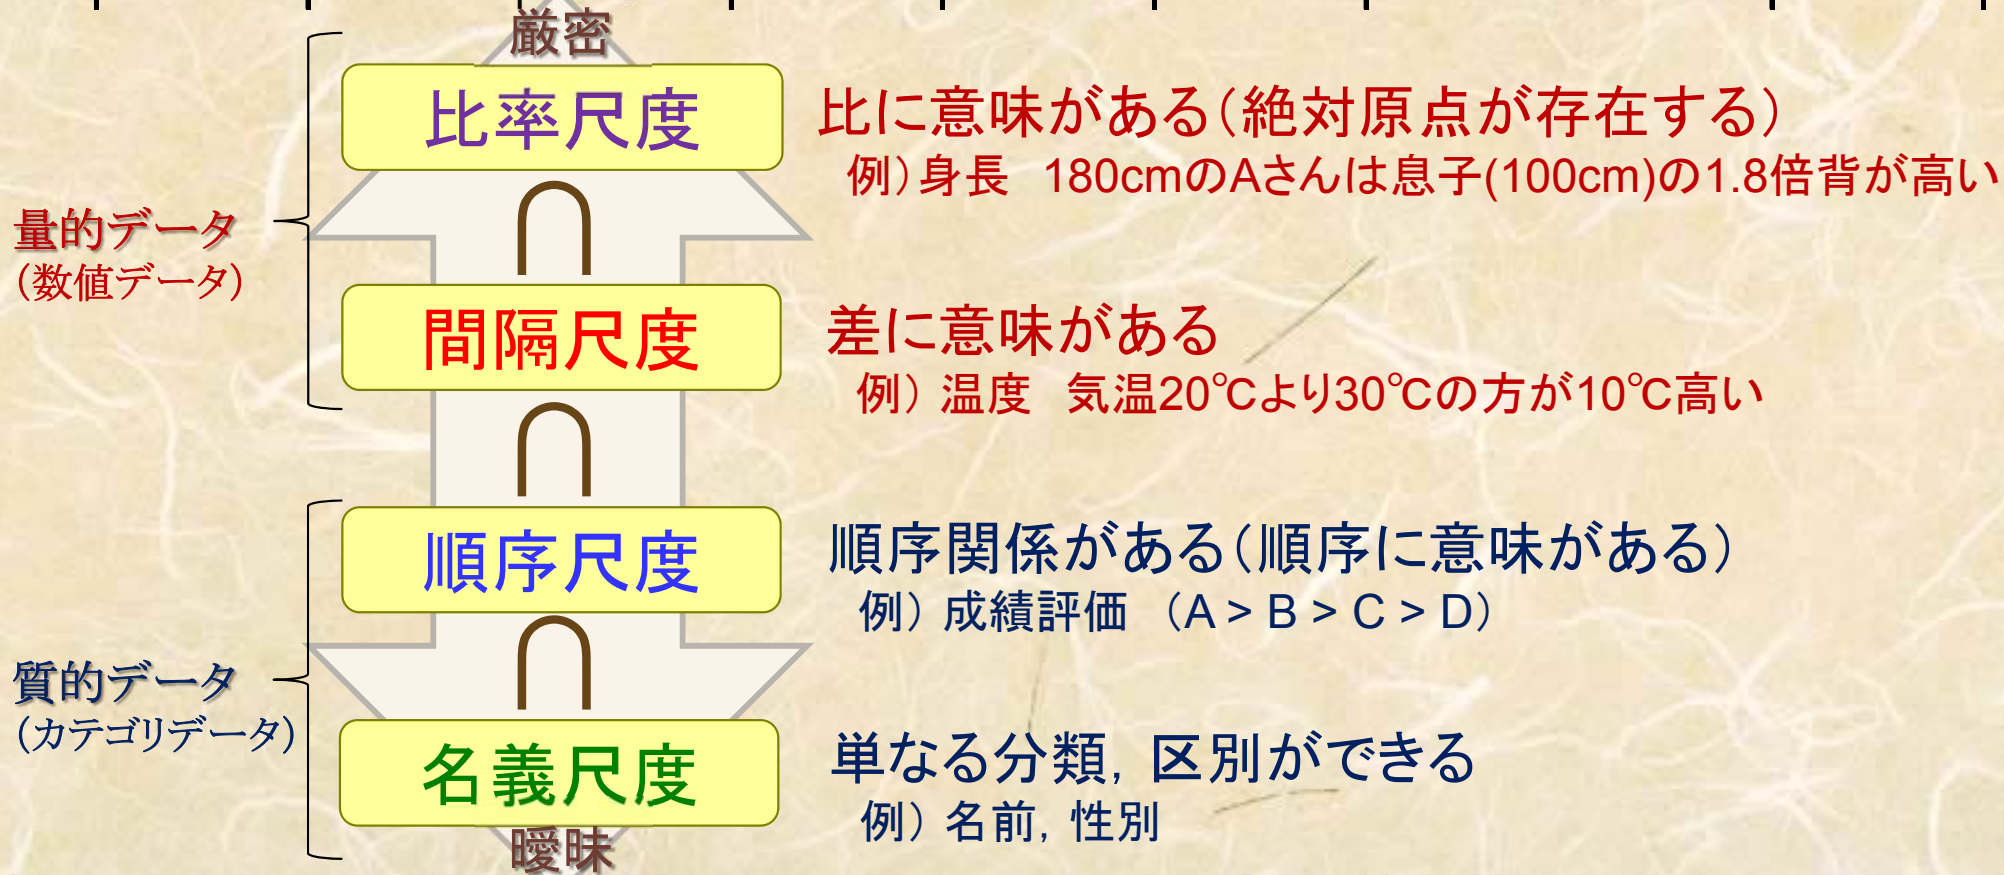 厳密
比率尺度
比に意味がある（絶対原点が存在する）
例）身長　180cmのAさんは息子(100cm)の1.8倍背が高い
量的データ
（数値データ）
間隔尺度
差に意味がある
例）温度　気温20℃より30℃の方が10℃高い
順序尺度
順序関係がある（順序に意味がある）
例）成績評価　（A > B > C > D）
質的データ
（カテゴリデータ）
名義尺度
単なる分類，区別ができる
例）名前，性別
曖昧